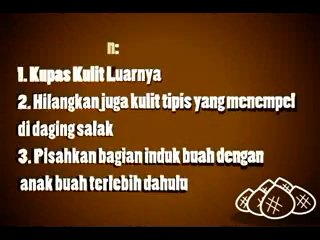 n:
1. Kupas Kulit Luarnya
2. Hilangkan juga kulit tipis yang menempel
di daging salak
3. Pisahkan bagian induk buah dengan
anak buah terlebih dahulu